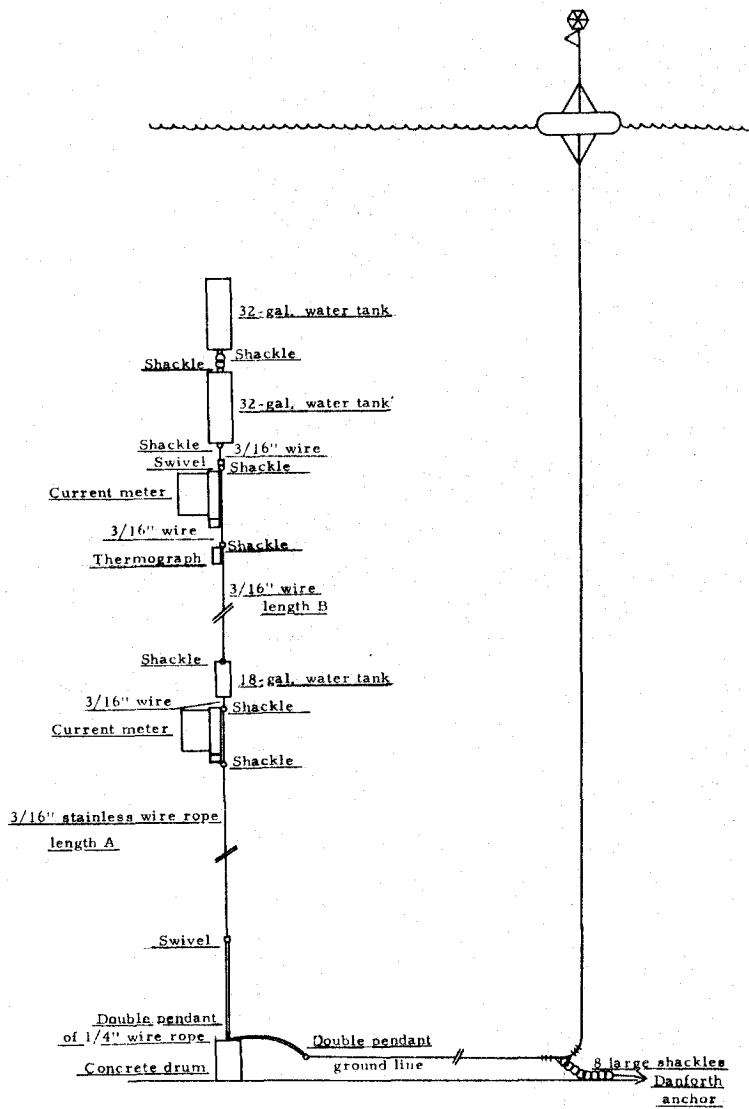 32-gal. water tank
Shackle
Shackle
32-gal. water tank
Shackle
3/16" wire
Swivel
Shackle
Current meter
3/16" wire
Shackle
Thermograph
3/16" wire
length B
Shackle
18-gal. water tank
3/16" wire
Shackle
Current meter
Shackle
3/16" stainless wire rope
length A
Swivel
Double pendant
of 1/4" wire rope
Double pendant
ground line
8 large shackles
Concrete drum
Danforth
anchor